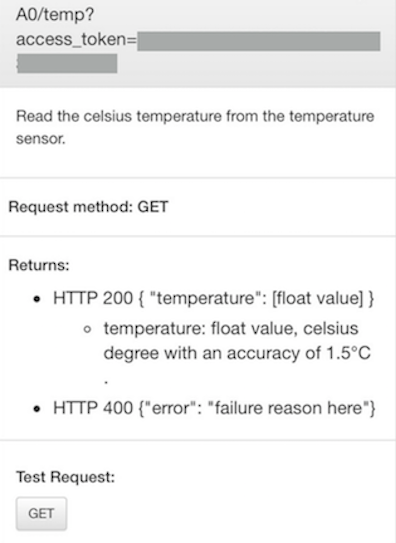 A0/temp?
access_token=
Read the celsius temperature from the temperature
sensor.
Request method: GET
Returns:
• HTTP 200 { "temperature": [float value] }
◦ temperature: float value, celsius
degree with an accuracy of 1.5°C
.
• HTTP 400 {"error": "failure reason here"}
Test Request:
GET